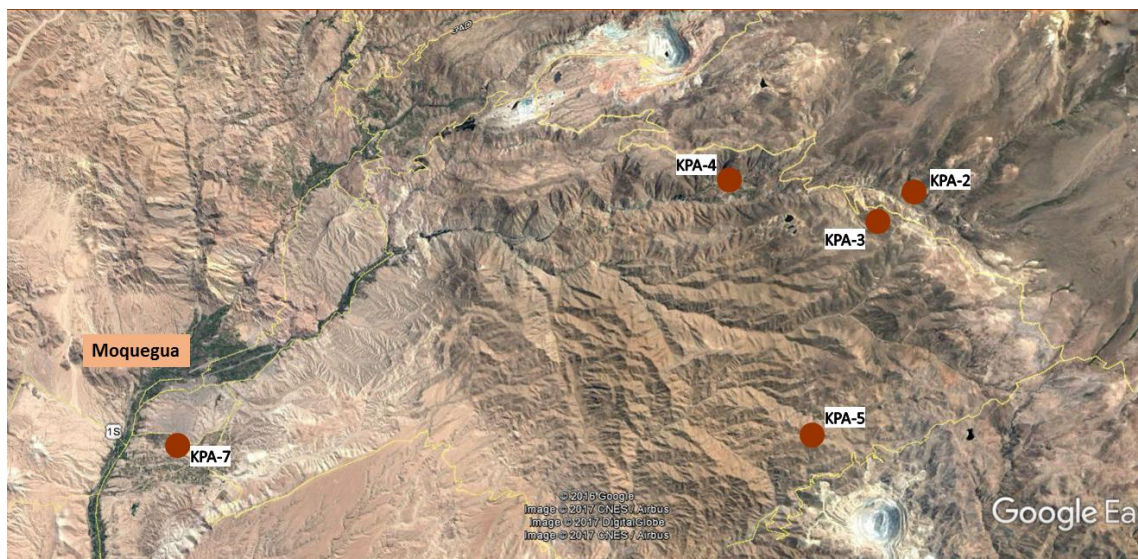 KPA-4
KPA-2
KPA-3
Moquegua
1S
KPA-7
KPA-5
© 2016 Google
Image © 2017 CNES / Airbus
Image © 2017 DigitalGlobe
Image © 2017 CNES / Airbus
Google Ea